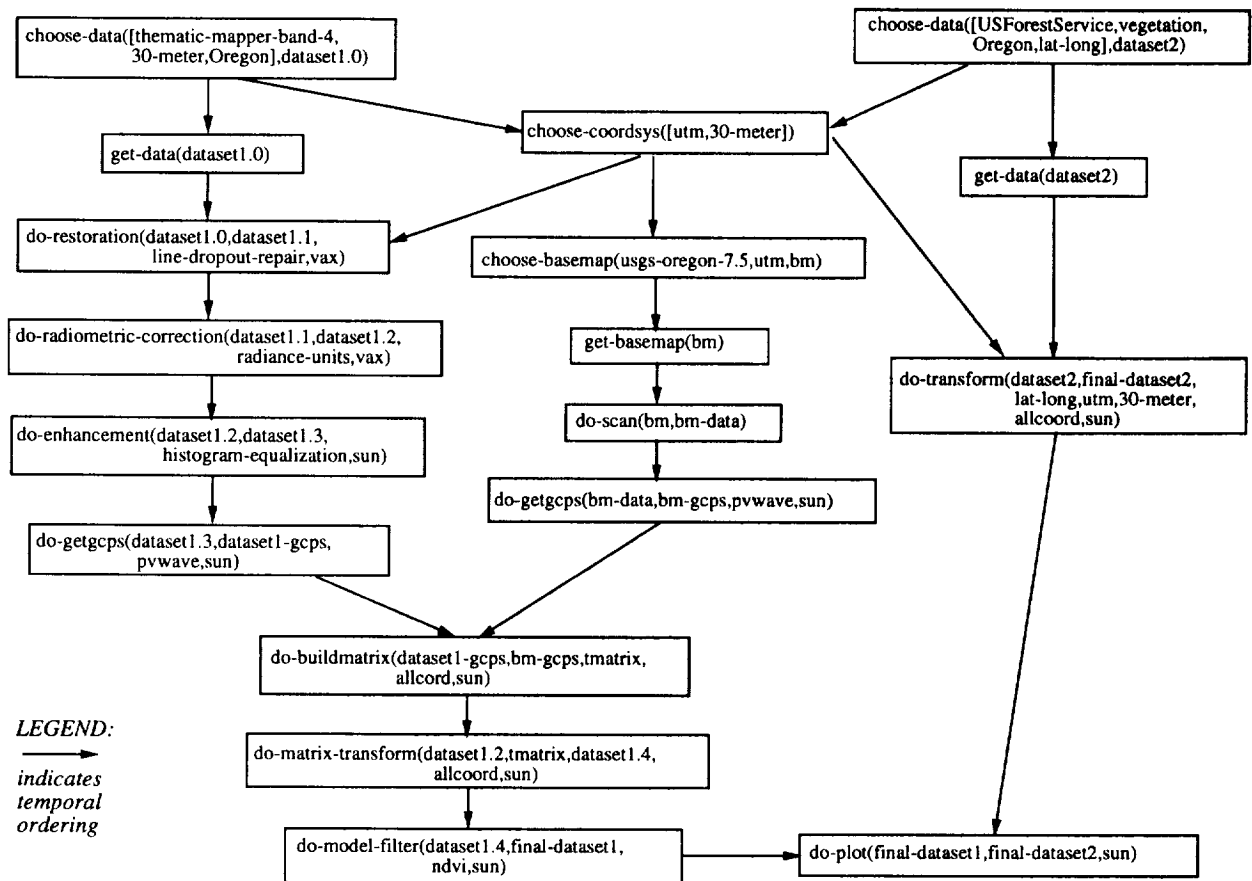 choose-data([thematic-mapper-band-4,
30-meter,Oregon],dataset1.0)
choose-data([USForestService,vegetation,
Oregon,lat-long],dataset2)
choose-coordsys([utm,30-meter])
get-data(dataset1.0)
get-data(dataset2)
do-restoration(dataset1.0,dataset1.1,
line-dropout-repair,vax)
choose-basemap(usgs-oregon-7.5,utm,bm)
do-radiometric-correction(dataset1.1,dataset1.2,
radiance-units,vax)
get-basemap(bm)
do-transform(dataset2,final-dataset2,
lat-long,utm,30-meter,
allcoord,sun)
do-enhancement(dataset1.2,dataset1.3,
histogram-equalization,sun)
do-scan(bm,bm-data)
do-getgcps(bm-data,bm-gcps,pvwave,sun)
do-getgcps(dataset1.3,dataset1-gcps,
pvwave,sun)
do-buildmatrix(dataset1-gcps,bm-gcps,tmatrix,
allcord,sun)
LEGEND:
indicates
temporal
ordering
do-matrix-transform(dataset1.2,tmatrix,dataset1.4,
allcoord,sun)
do-model-filter(dataset1.4,final-dataset1,
ndvi,sun)
do-plot(final-dataset1,final-dataset2,sun)